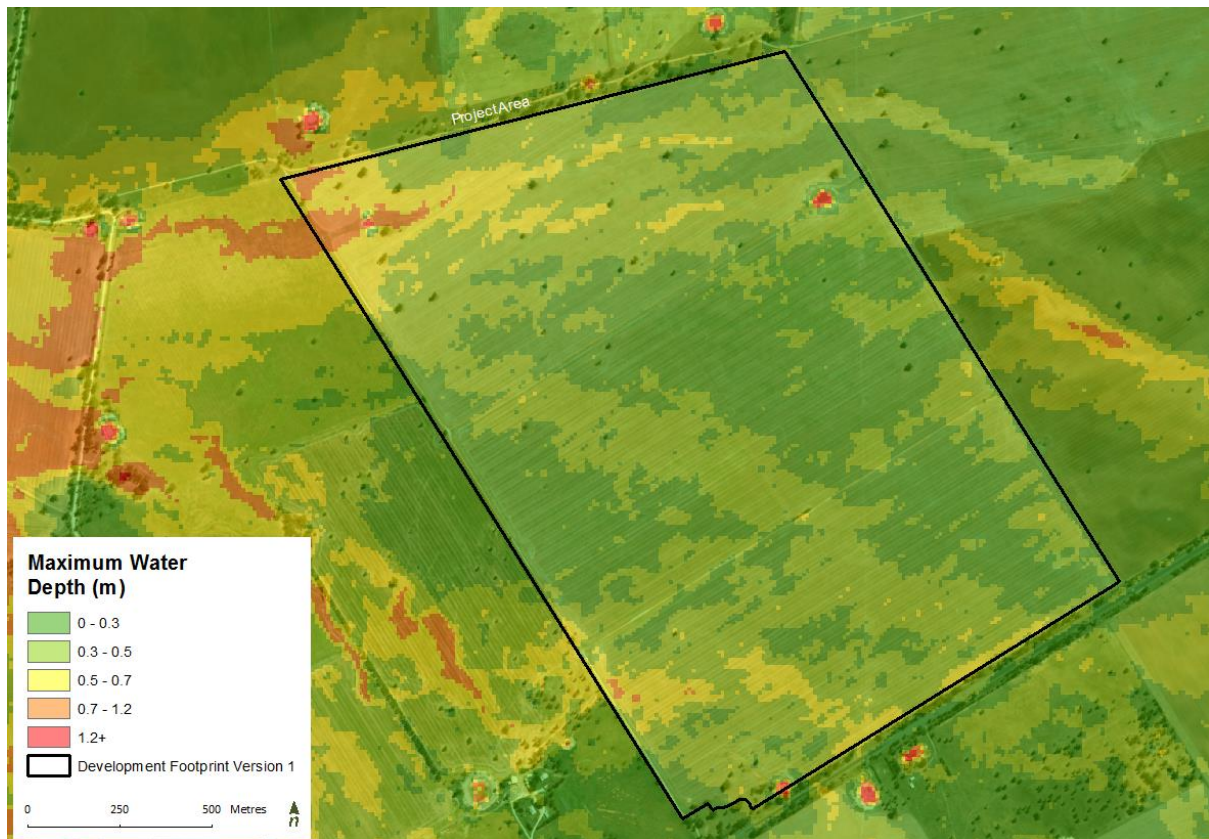 ProjectArea
Maximum Water
Depth (m)
0 - 0.3
0.3 - 0.5
0.5 - 0.7
0.7 - 1.2
1.2+
Development Footprint Version 1
0 250 500 Metres
n